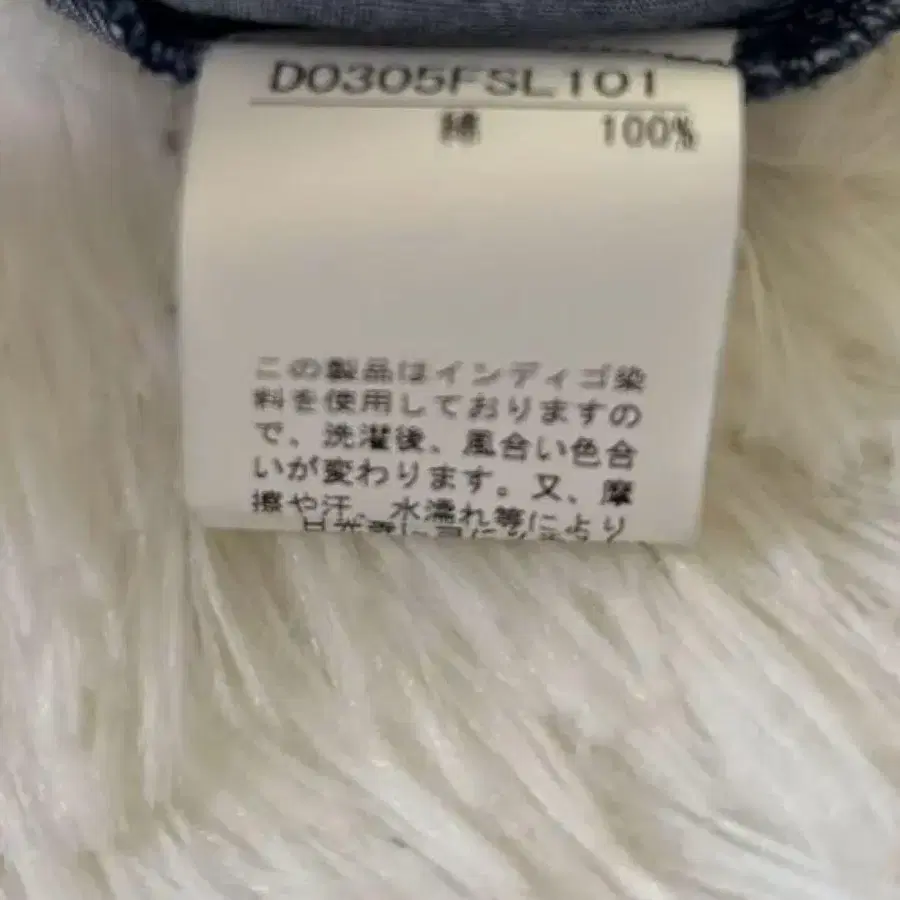 D0305FSL101
綿 100%
この製品はインディゴ染
料を使用しておりますの
で、洗濯後、風合い色合
いが変わります。又、摩
擦や汗、水濡れ等により